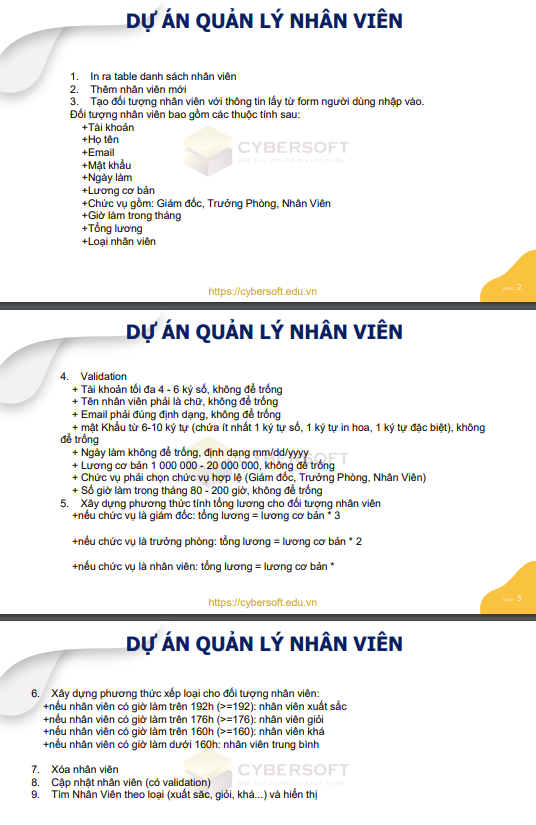 DỰ ÁN QUẢN LÝ NHÂN VIÊN
1. In ra table danh sách nhân viên
2. Thêm nhân viên mới
3. Tạo đối tượng nhân viên với thông tin lấy từ form người dùng nhập vào.
Đối tượng nhân viên bao gồm các thuộc tính sau:
+Tài khoản
+Họ tên
+Email
+Mật khẩu
+Ngày làm
+Lương cơ bản
+Chức vụ gồm: Giám đốc, Trưởng Phòng, Nhân Viên
+Giờ làm trong tháng
+Tổng lương
+Loại nhân viên
CYBERSOFT
ĐÀO TẠO CHUYÊN GIA LẬP TRÌNH
https://cybersoft.edu.vn
2
DỰ ÁN QUẢN LÝ NHÂN VIÊN
4. Validation
+ Tài khoản tối đa 4 - 6 ký số, không để trống
+ Tên nhân viên phải là chữ, không để trống
+ Email phải đúng định dạng, không để trống
+ mật Khẩu từ 6-10 ký tự (chứa ít nhất 1 ký tự số, 1 ký tự in hoa, 1 ký tự đặc biệt), không
để trống
+ Ngày làm không để trống, định dạng mm/dd/yyyy
+ Lương cơ bản 1 000 000 - 20 000 000, không để trống
+ Chức vụ phải chọn chức vụ hợp lệ (Giám đốc, Trưởng Phòng, Nhân Viên)
+ Số giờ làm trong tháng 80 - 200 giờ, không để trống
5. Xây dựng phương thức tính tổng lương cho đối tượng nhân viên
+nếu chức vụ là giám đốc: tổng lương = lương cơ bản * 3
+nếu chức vụ là trưởng phòng: tổng lương = lương cơ bản * 2
+nếu chức vụ là nhân viên: tổng lương = lương cơ bản *
CYBERSOFT
https://cybersoft.edu.vn
3
DỰ ÁN QUẢN LÝ NHÂN VIÊN
6. Xây dựng phương thức xếp loại cho đối tượng nhân viên:
+nếu nhân viên có giờ làm trên 192h (>=192): nhân viên xuất sắc
+nếu nhân viên có giờ làm trên 176h (>=176): nhân viên giỏi
+nếu nhân viên có giờ làm trên 160h (>=160): nhân viên khá
+nếu nhân viên có giờ làm dưới 160h: nhân viên trung bình
7. Xóa nhân viên
8. Cập nhật nhân viên (có validation)
9. Tìm Nhân Viên theo loại (xuất săc, giỏi, khá...) và hiển thị
CYBERSOFT
ĐÀO TẠO CHUYÊN GIA LẬP TRÌNH